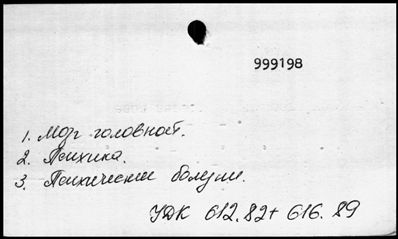 999198
1. Мозг головной.
2. Психика.
3. Психические болезни.
УДК 612.82+616.89